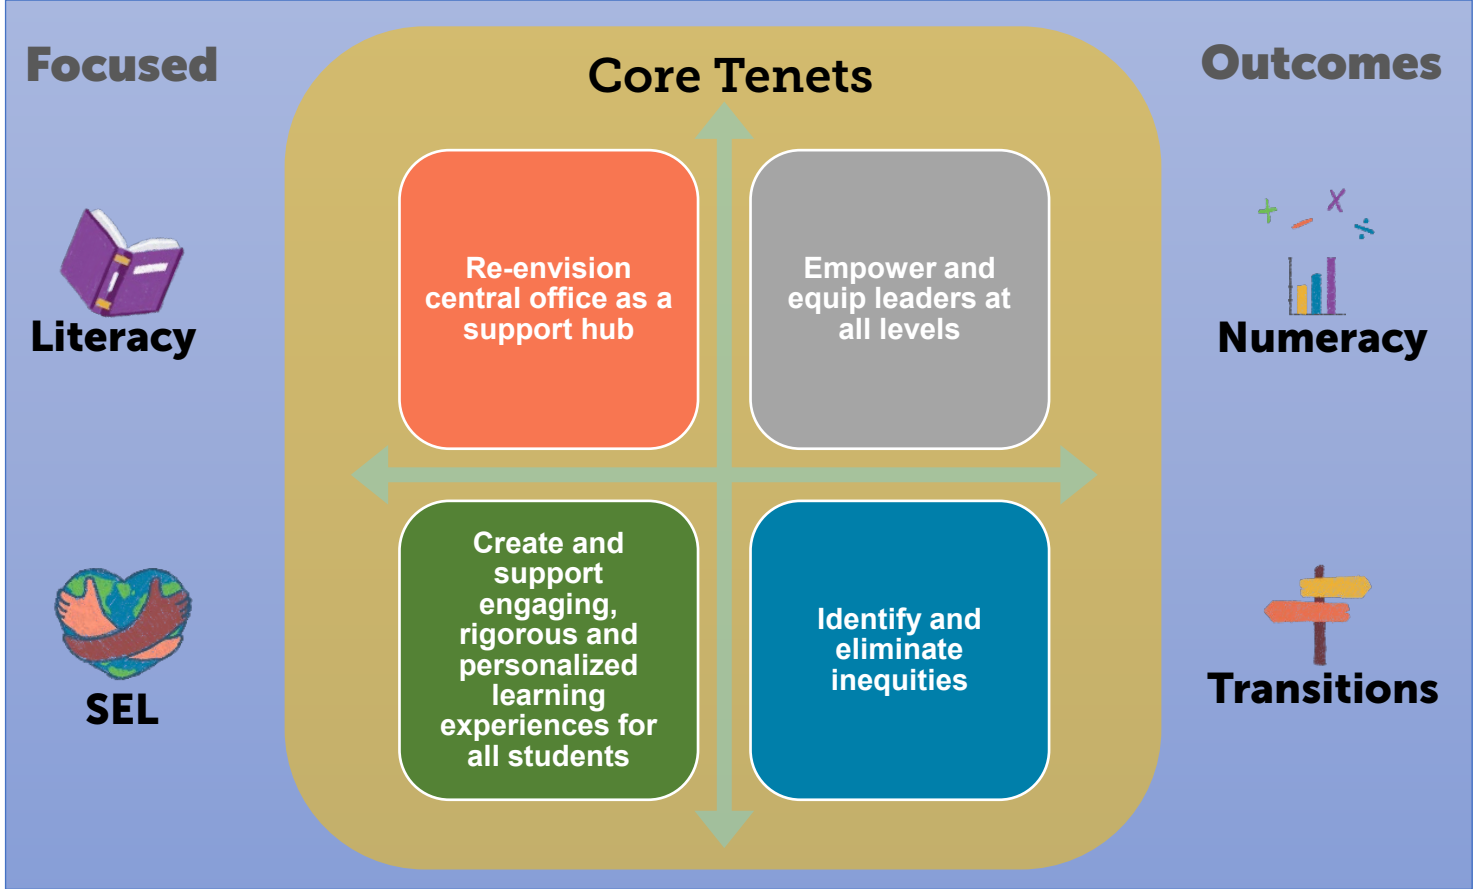 Focused
Core Tenets
Outcomes
Literacy
Re-envision
central office as a
support hub
Empower and
equip leaders at
all levels
Numeracy
SEL
Create and
support
engaging,
rigorous and
personalized
learning
experiences for
all students
Identify and
eliminate
inequities
Transitions